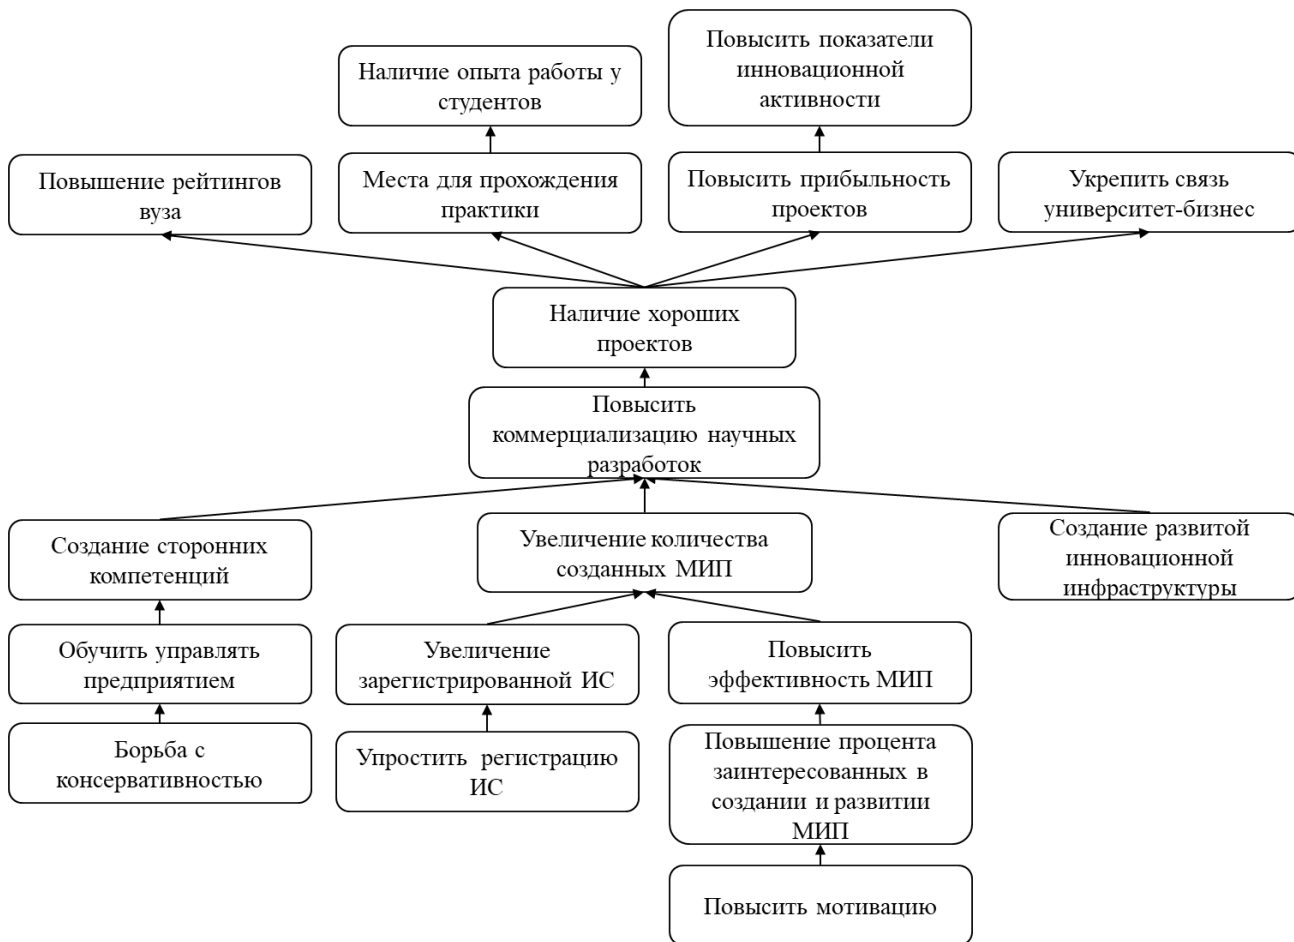 Повысить показатели
инновационной
активности
Наличие опыта работы у
студентов
Повышение рейтингов
вуза
Места для прохождения
практики
Повысить прибыльность
проектов
Укрепить связь
университет-бизнес
Наличие хороших
проектов
Повысить
коммерциализацию научных
разработок
Создание сторонних
компетенций
Увеличение количества
созданных МИП
Создание развитой
инновационной
инфраструктуры
Обучить управлять
предприятием
Увеличение
зарегистрированной ИС
Повысить
эффективность МИП
Борьба с
консервативностью
Упростить регистрацию
ИС
Повышение процента
заинтересованных в
создании и развитии
МИП
Повысить мотивацию